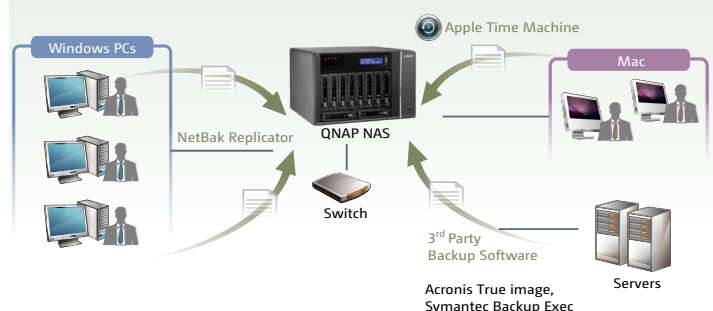 Apple Time Machine
Windows PCs
Mac
QNAP NAS
NetBak Replicator
Switch
3rd Party
Backup Software
Servers
Acronis True image,
Symantec Backup Exec